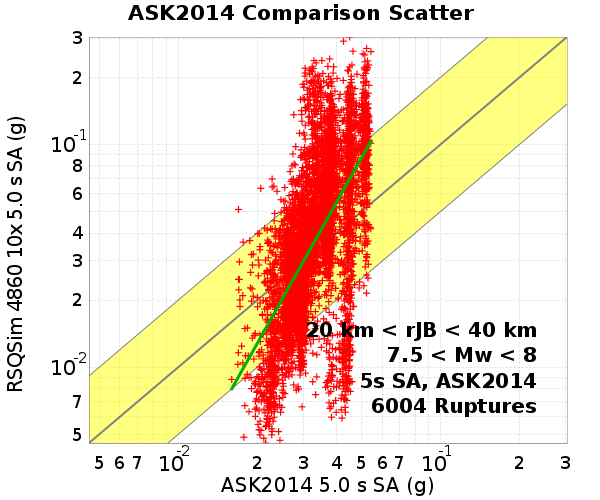 ASK2014 Comparison Scatter
RSQSim 4860 10x 5.0 s SA (g)
3
2
10-1
8
6
4
3
2
10-2
7
5
20 km < rJB < 40 km
7.5 < Mw < 8
5s SA, ASK2014
6004 Ruptures
5 6 7 10-2 2 3 4 5 6 7 10-1 2 3
ASK2014 5.0 s SA (g)